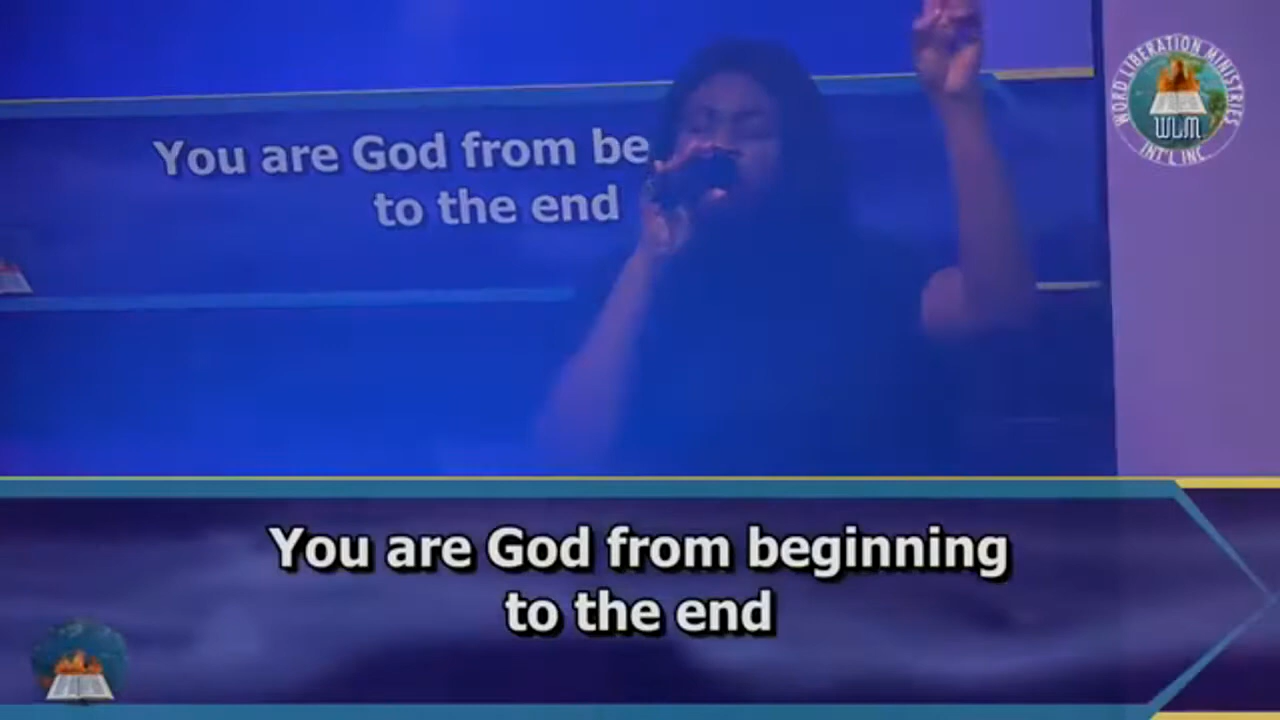 WORD LIBERATION MINISTRIES
WLM
INT'L INC.
You are God from be
to the end
You are God from beginning
to the end